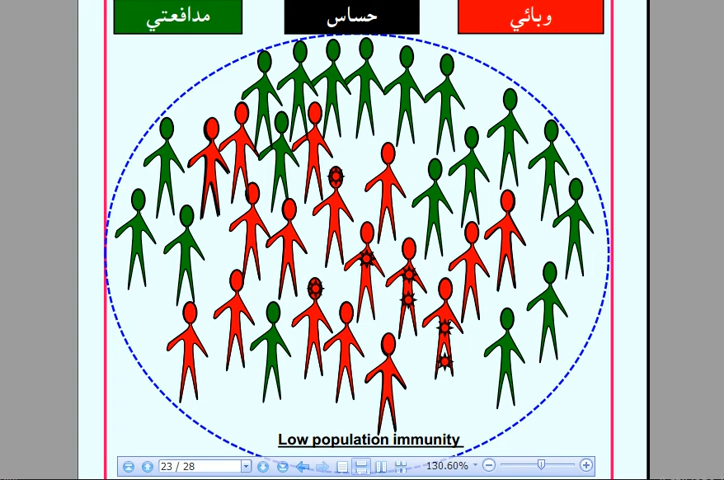 مدافعتي
حساس
وبائي
Low population immunity
23 / 28
130.60%